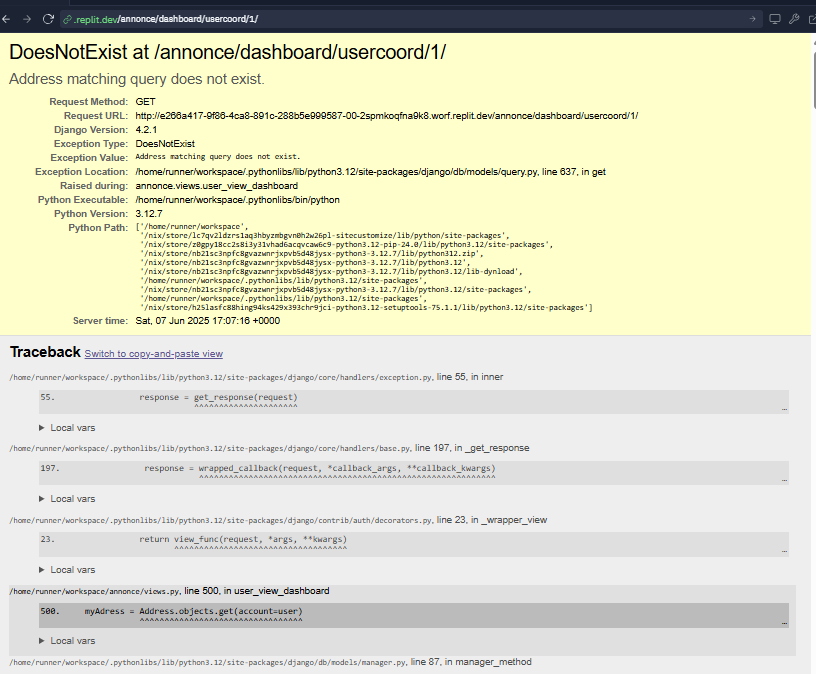 .replit.dev/annonce/dashboard/usercoord/1/
DoesNotExist at /annonce/dashboard/usercoord/1/
Address matching query does not exist.
Request Method: GET
Request URL: http://e266a417-9f86-4ca8-891c-288b5e999587-00-2spmkoqfna9k8.worf.replit.dev/annonce/dashboard/usercoord/1/
Django Version: 4.2.1
Exception Type: DoesNotExist
Exception Value: Address matching query does not exist.
Exception Location: /home/runner/workspace/.pythonlibs/lib/python3.12/site-packages/django/db/models/query.py, line 637, in get
Raised during: annonce.views.user_view_dashboard
Python Executable: /home/runner/workspace/.pythonlibs/bin/python
Python Version: 3.12.7
Python Path: ['/home/runner/workspace',
'/nix/store/lc7qv2ldzrs1aq3hbyzmbgvn0h2w26pl-sitecustomize/lib/python/site-packages',
'/nix/store/z0gpy18cc2s8i3y31vhad6acqvcaw6c9-python3.12-pip-24.0/lib/python3.12/site-packages',
'/nix/store/nb21sc3npfc8gvazwnrjxpvb5d48jysx-python3-3.12.7/lib/python312.zip',
'/nix/store/nb21sc3npfc8gvazwnrjxpvb5d48jysx-python3-3.12.7/lib/python3.12',
'/nix/store/nb21sc3npfc8gvazwnrjxpvb5d48jysx-python3-3.12.7/lib/python3.12/lib-dynload',
'/home/runner/workspace/.pythonlibs/lib/python3.12/site-packages',
'/nix/store/nb21sc3npfc8gvazwnrjxpvb5d48jysx-python3-3.12.7/lib/python3.12/site-packages',
'/home/runner/workspace/.pythonlibs/lib/python3.12/site-packages',
'/nix/store/h25lasfc88hing94ks429x393chr9jci-python3.12-setuptools-75.1.1/lib/python3.12/site-packages']
Server time: Sat, 07 Jun 2025 17:07:16 +0000
Traceback Switch to copy-and-paste view
/home/runner/workspace/.pythonlibs/lib/python3.12/site-packages/django/core/handlers/exception.py, line 55, in inner
55. response = get_response(request)
^^^^^^^^^^^^^^^^^^^^^
…
Local vars
/home/runner/workspace/.pythonlibs/lib/python3.12/site-packages/django/core/handlers/base.py, line 197, in _get_response
197. response = wrapped_callback(request, *callback_args, **callback_kwargs)
^^^^^^^^^^^^^^^^^^^^^^^^^^^^^^^^^^^^^^^^^^^^^^^^^^^^^^^^^^^
…
Local vars
/home/runner/workspace/.pythonlibs/lib/python3.12/site-packages/django/contrib/auth/decorators.py, line 23, in _wrapper_view
23. return view_func(request, *args, **kwargs)
^^^^^^^^^^^^^^^^^^^^^^^^^^^^^^^^^^^
…
Local vars
/home/runner/workspace/annonce/views.py, line 500, in user_view_dashboard
500. myAdress = Address.objects.get(account=user)
^^^^^^^^^^^^^^^^^^^^^^^^^^^^^^^^^
…
Local vars
/home/runner/workspace/.pythonlibs/lib/python3.12/site-packages/django/db/models/manager.py, line 87, in manager_method